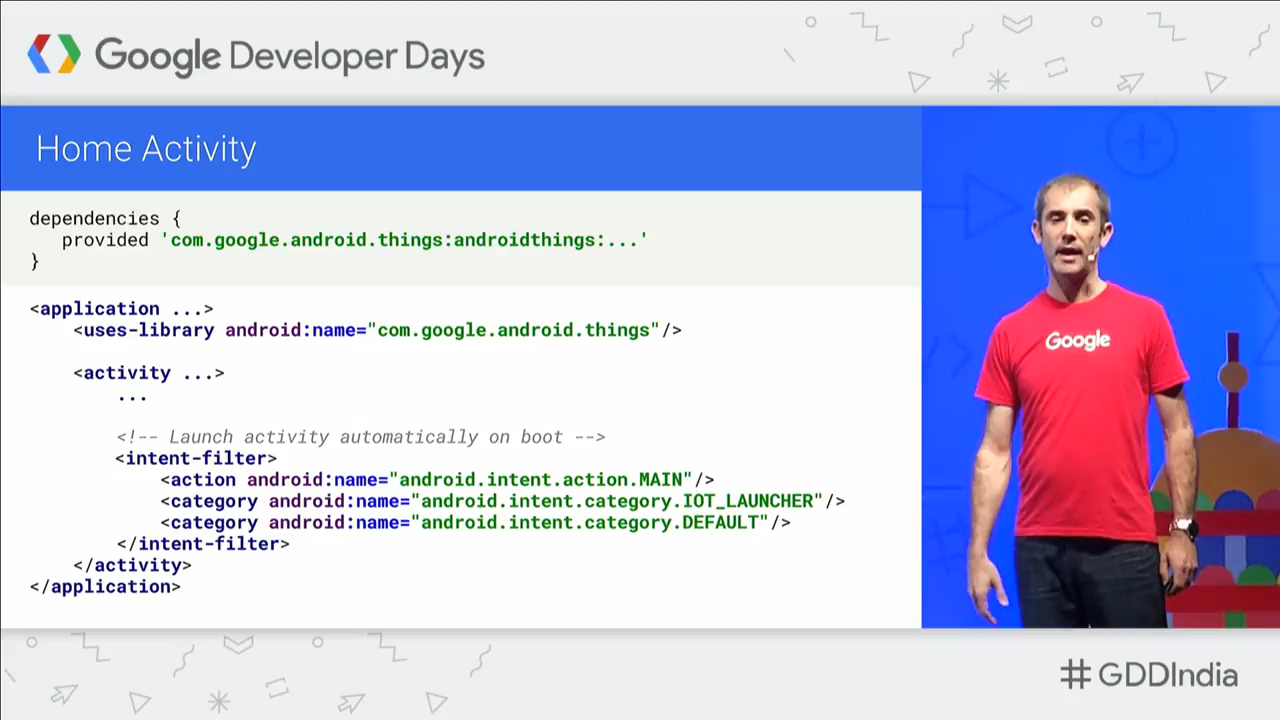 Google Developer Days
Home Activity
dependencies {
provided 'com.google.android.things:androidthings:...'
}
<application ...>
<uses-library android:name="com.google.android.things"/>
<activity ...>
...
<!-- Launch activity automatically on boot -->
<intent-filter>
<action android:name="android.intent.action.MAIN"/>
<category android:name="android.intent.category.IOT_LAUNCHER"/>
<category android:name="android.intent.category.DEFAULT"/>
</intent-filter>
</activity>
</application>
Google
#GDDIndia